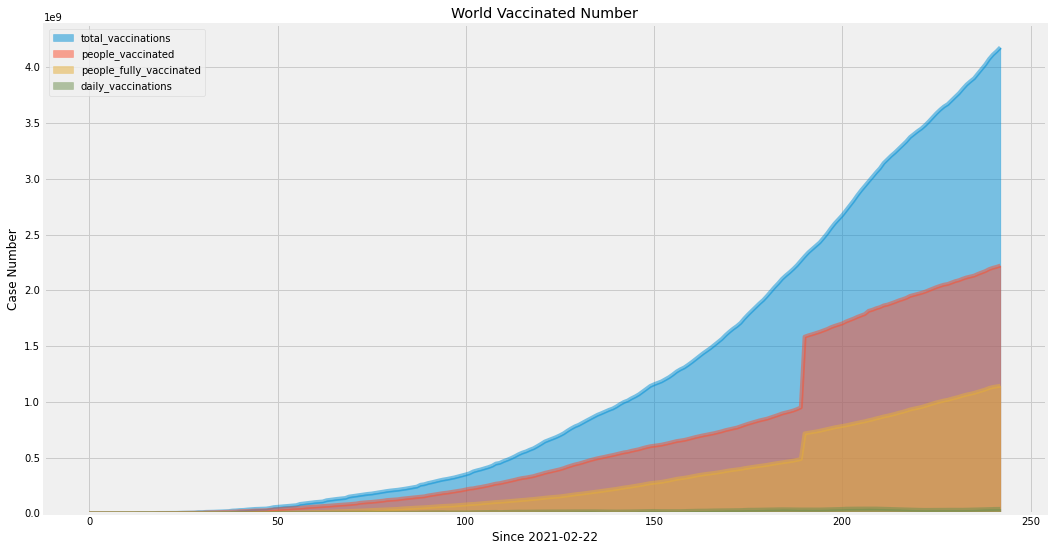 World Vaccinated Number
1e9
total_vaccinations
people_vaccinated
people_fully_vaccinated
daily_vaccinations
4.0
3.5
3.0
2.5
2.0
1.5
1.0
0.5
0.0
Case Number
0 50 100 150 200 250
Since 2021-02-22